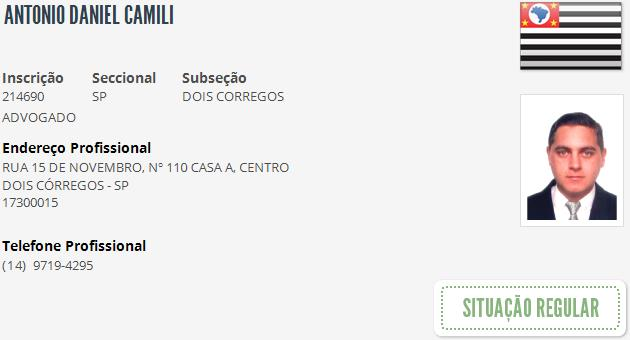 ANTONIO DANIEL CAMILI
Inscrição Seccional Subseção
214690 SP DOIS CORREGOS
ADVOGADO
Endereço Profissional
RUA 15 DE NOVEMBRO, Nº 110 CASA A, CENTRO
DOIS CÓRREGOS - SP
17300015
Telefone Profissional
(14) 9719-4295
SITUAÇÃO REGULAR